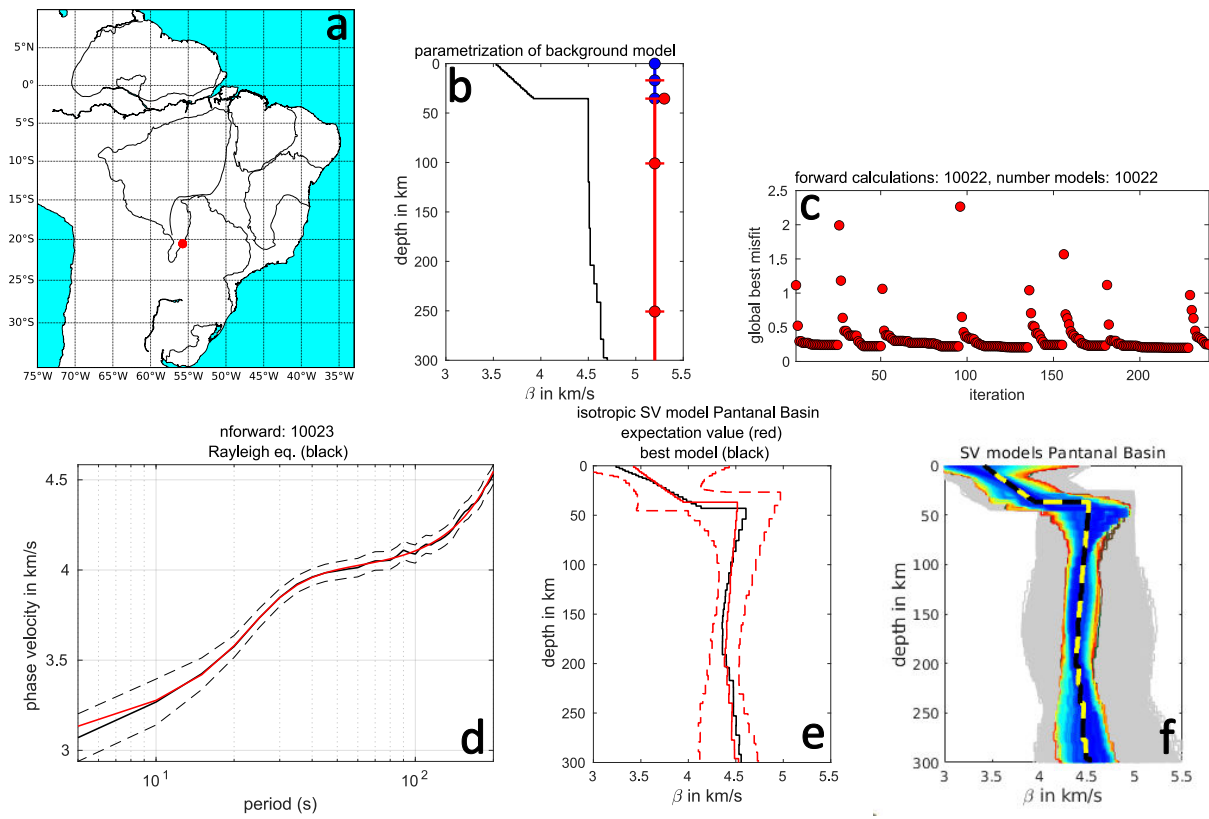 a
5°N
0°
5°S
10°S
15°S
20°S
25°S
30°S
75°W 70°W 65°W 60°W 55°W 50°W 45°W 40°W 35°W
parametrization of background model
b
0
50
100
150
200
250
300
depth in km
3 3.5 4 4.5 5 5.5
β in km/s
forward calculations: 10022, number models: 10022
c
2.5
2
1.5
1
0.5
0
global best misfit
50 100 150 200
iteration
nforward: 10023
Rayleigh eq. (black)
4.5
4
3.5
3
phase velocity in km/s
d
10¹ 10²
period (s)
isotropic SV model Pantanal Basin
expectation value (red)
best model (black)
0
50
100
150
200
250
300
depth in km
e
3 3.5 4 4.5 5 5.5
β in km/s
SV models Pantanal Basin
0
50
100
150
200
250
300
depth in km
f
3 3.5 4 4.5 5 5.5
β in km/s